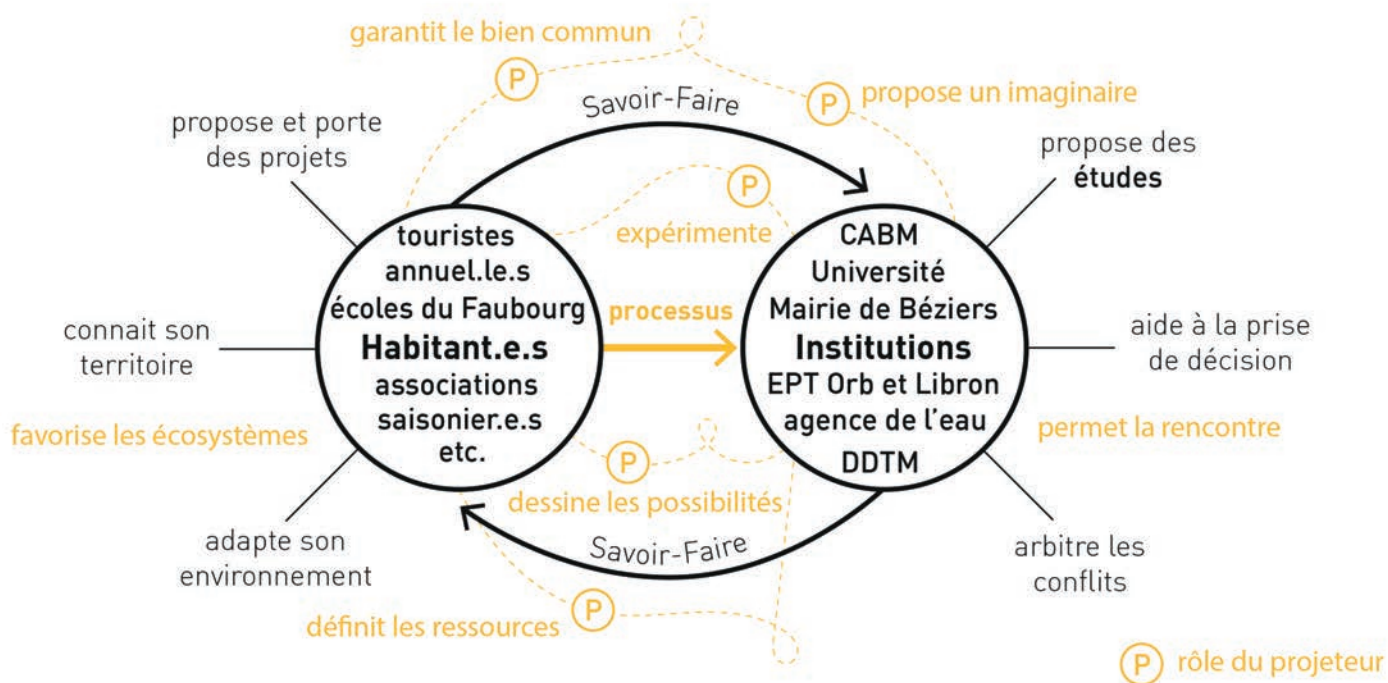 garantit le bien commun
P
P
propose un imaginaire
Savoir-Faire
propose et porte
des projets
propose des
études
P
expérimente
touristes
annuel.le.s
écoles du Faubourg
Habitant.e.s
associations
saisonier.e.s
etc.
processus
CABM
Université
Mairie de Béziers
Institutions
EPT Orb et Libron
agence de l'eau
DDTM
connait son
territoire
aide à la prise
de décision
favorise les écosystèmes
permet la rencontre
P
dessine les possibilités
Savoir-Faire
adapte son
environnement
arbitre les
conflits
P
définit les ressources
P rôle du projeteur